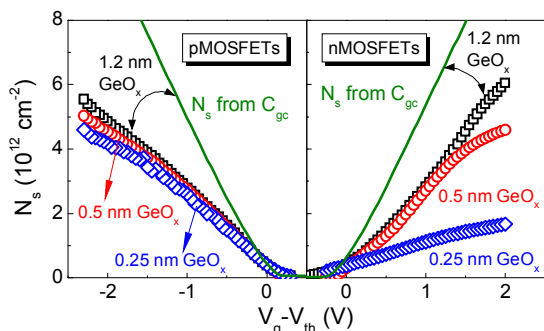 8
6
4
2
0
N_s (10^12 cm^-2)
pMOSFETs
nMOSFETs
1.2 nm
GeO_x
1.2 nm
GeO_x
N_s from C_gc
N_s from C_gc
0.5 nm GeO_x
0.5 nm
GeO_x
0.25 nm GeO_x
0.25 nm
GeO_x
-2 -1 0 0 1 2
V_g-V_th (V)